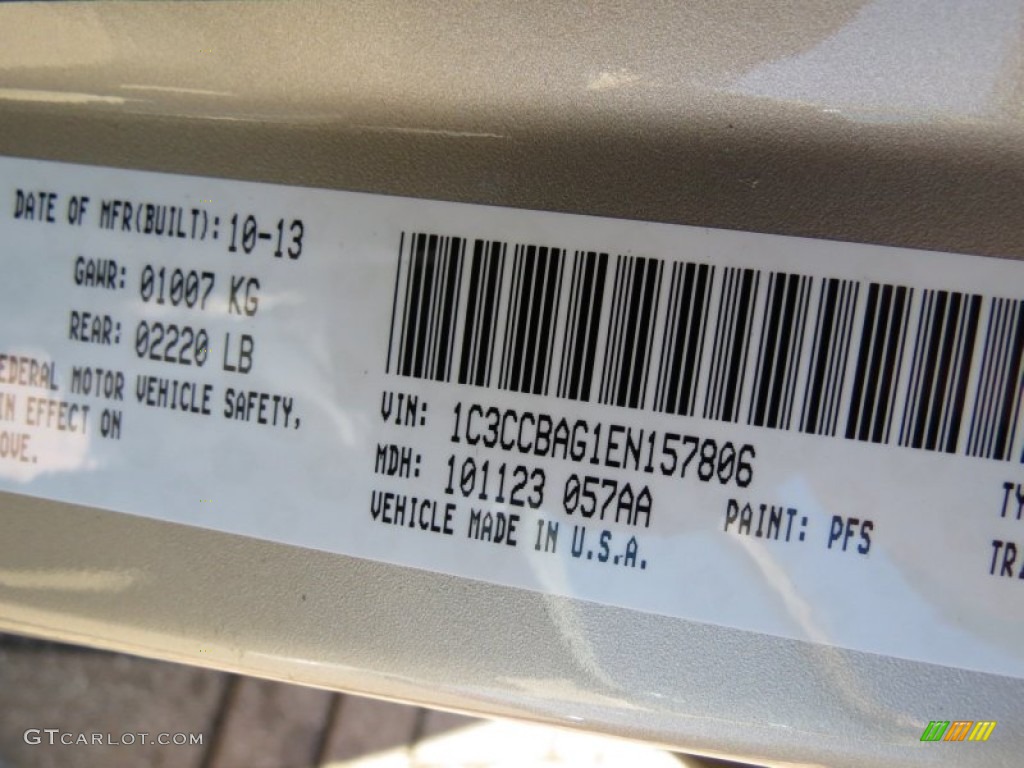 DATE OF MFR(BUILT): 10-13
GAWR: 01007 KG
REAR: 02220 LB
EDERAL MOTOR VEHICLE SAFETY,
IN EFFECT ON
OVE.
VIN: 1C3CCBAG1EN157806
MDH: 101123 057AA
PAINT: PFS
VEHICLE MADE IN U.S.A.
TY
TR
GTCARLOT.COM